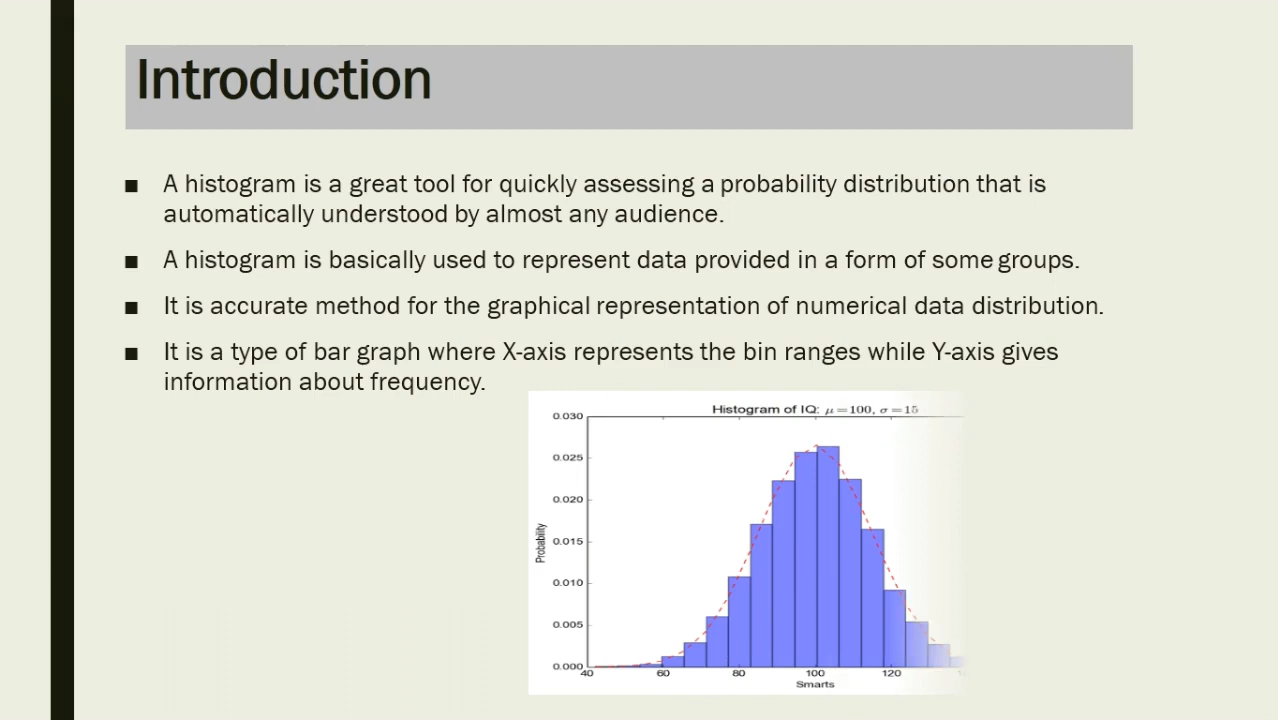 Introduction
■ A histogram is a great tool for quickly assessing a probability distribution that is
automatically understood by almost any audience.
■ A histogram is basically used to represent data provided in a form of some groups.
■ It is accurate method for the graphical representation of numerical data distribution.
■ It is a type of bar graph where X-axis represents the bin ranges while Y-axis gives
information about frequency.
Histogram of IQ: μ=100, σ=15
0.030
0.025
0.020
0.015
0.010
0.005
0.000
Probability
40 60 80 100 120
Smarts